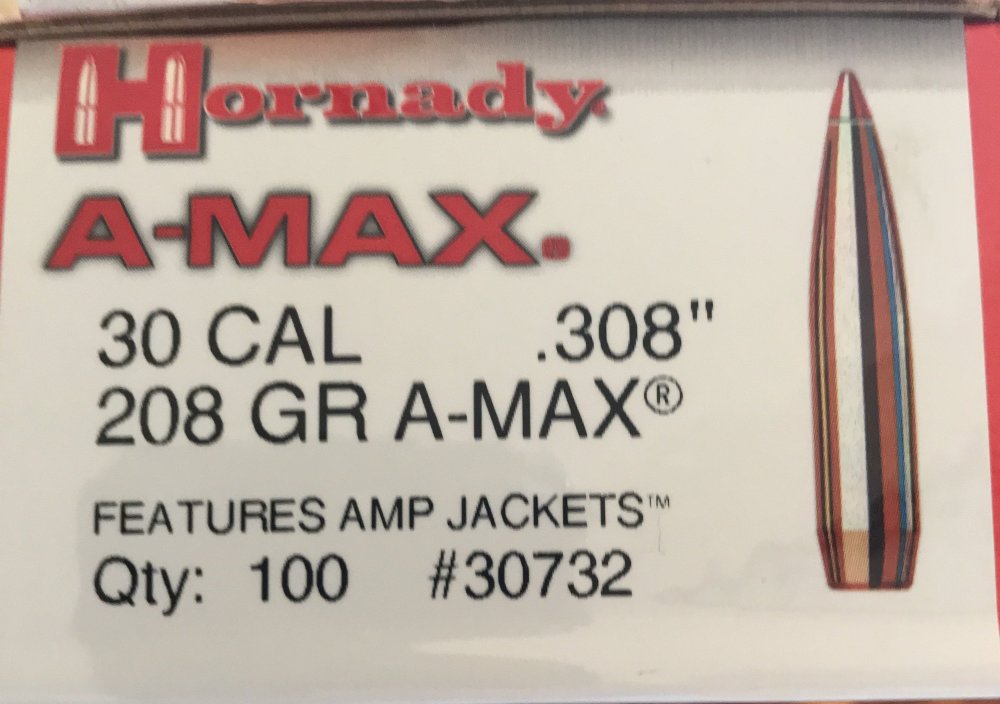 Hornady
A-MAX®
30 CAL .308"
208 GR A-MAX®
FEATURES AMP JACKETS™
Qty: 100 #30732